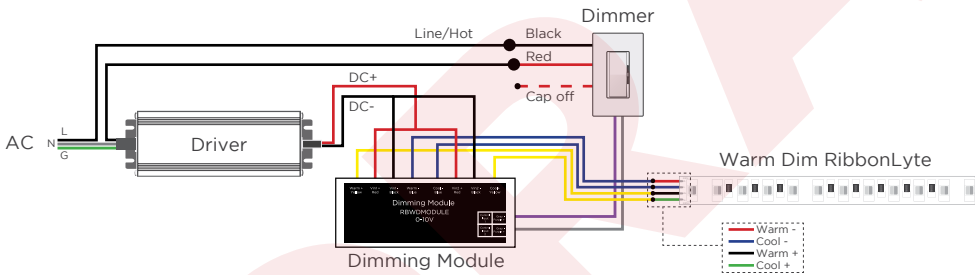 Dimmer
Line/Hot
Black
Red
Cap off
DC+
DC-
AC
L
N
G
Driver
Warm Dim RibbonLyte
Dimming Module
RBWDMODULE
0-10V
Dimming Module
Warm -
Cool -
Warm +
Cool +